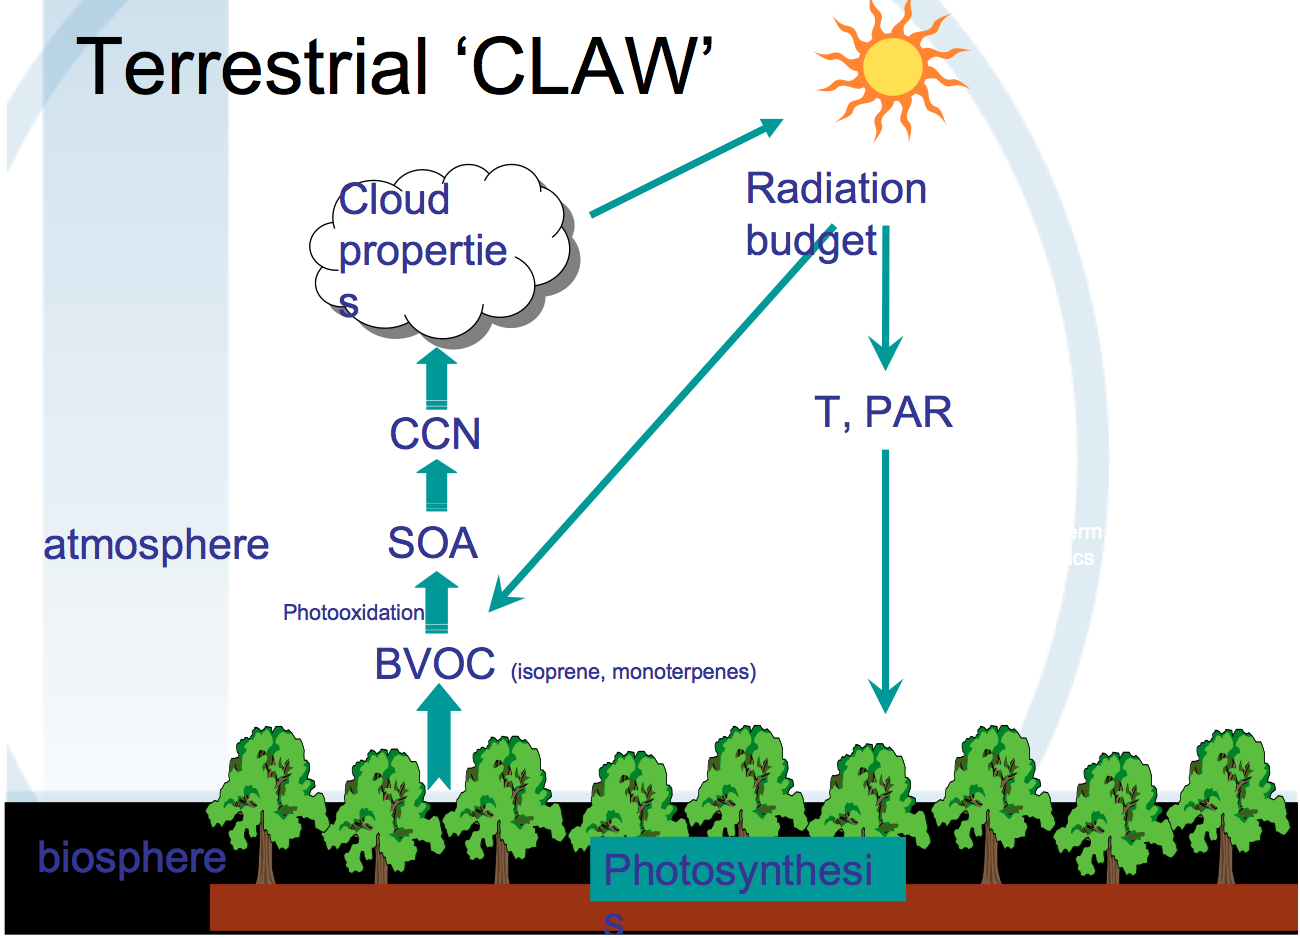 Terrestrial ‘CLAW’
Cloud
propertie
s
Radiation
budget
T, PAR
CCN
SOA
atmosphere
Photooxidation
BVOC (isoprene, monoterpenes)
biosphere
Photosynthesi
s